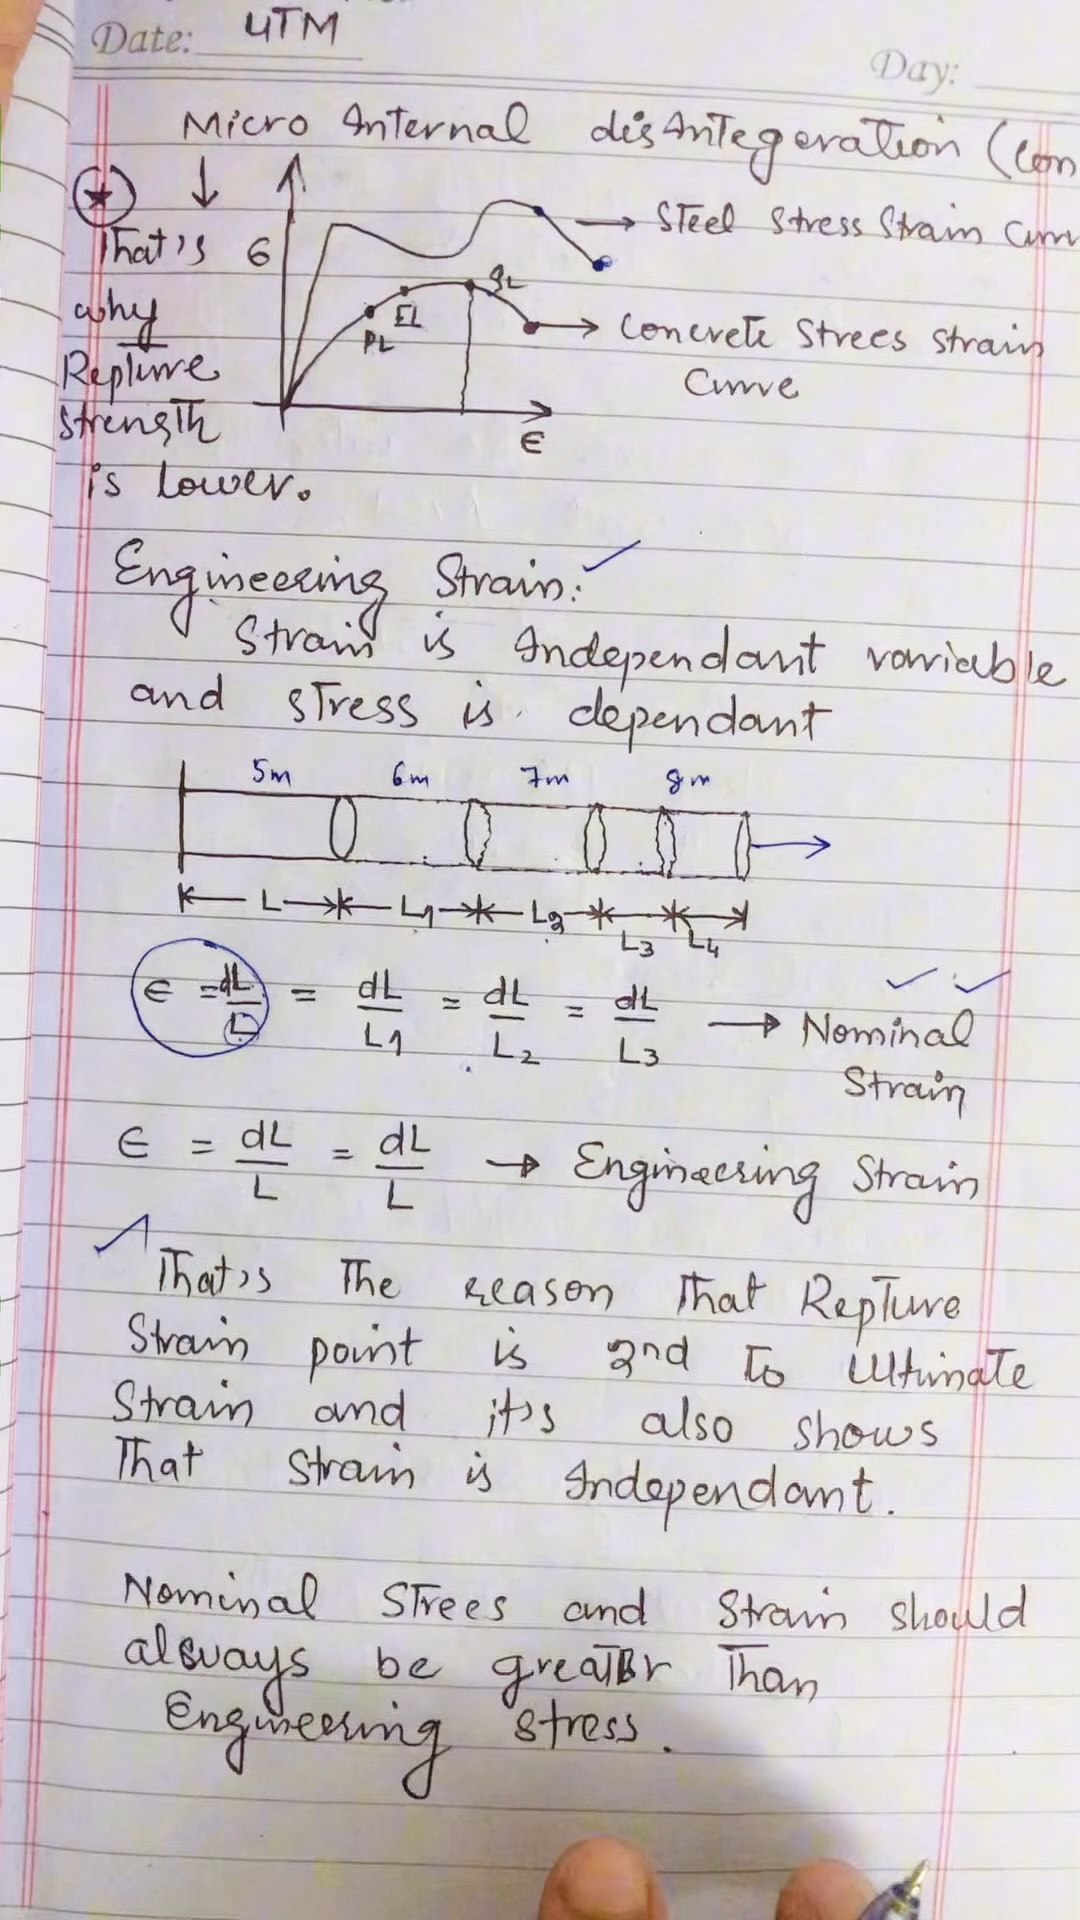 Date: UTM
Day:
Micro Internal disintegeration (Con
That's
why
Repture
strength
is lower.
6
Steel Stress Strain Curv
PL
EL
Concrete Strees strain
Curve
ϵ
Engineering Strain:
Strain is Independant variable
and stress is dependant
5m 6m 7m 8m
L L1 L2 L3 L4
ϵ = dL/L = dL/L1 = dL/L2 = dL/L3 → Nominal
Strain
ϵ = dL/L = dL/L → Engineering Strain
That's The reason That Repture
Strain point is 2nd To Ultimate
Strain and it's also shows
That Strain is Independant.
Nominal Strees and Strain should
always be greater Than
Engineering stress.